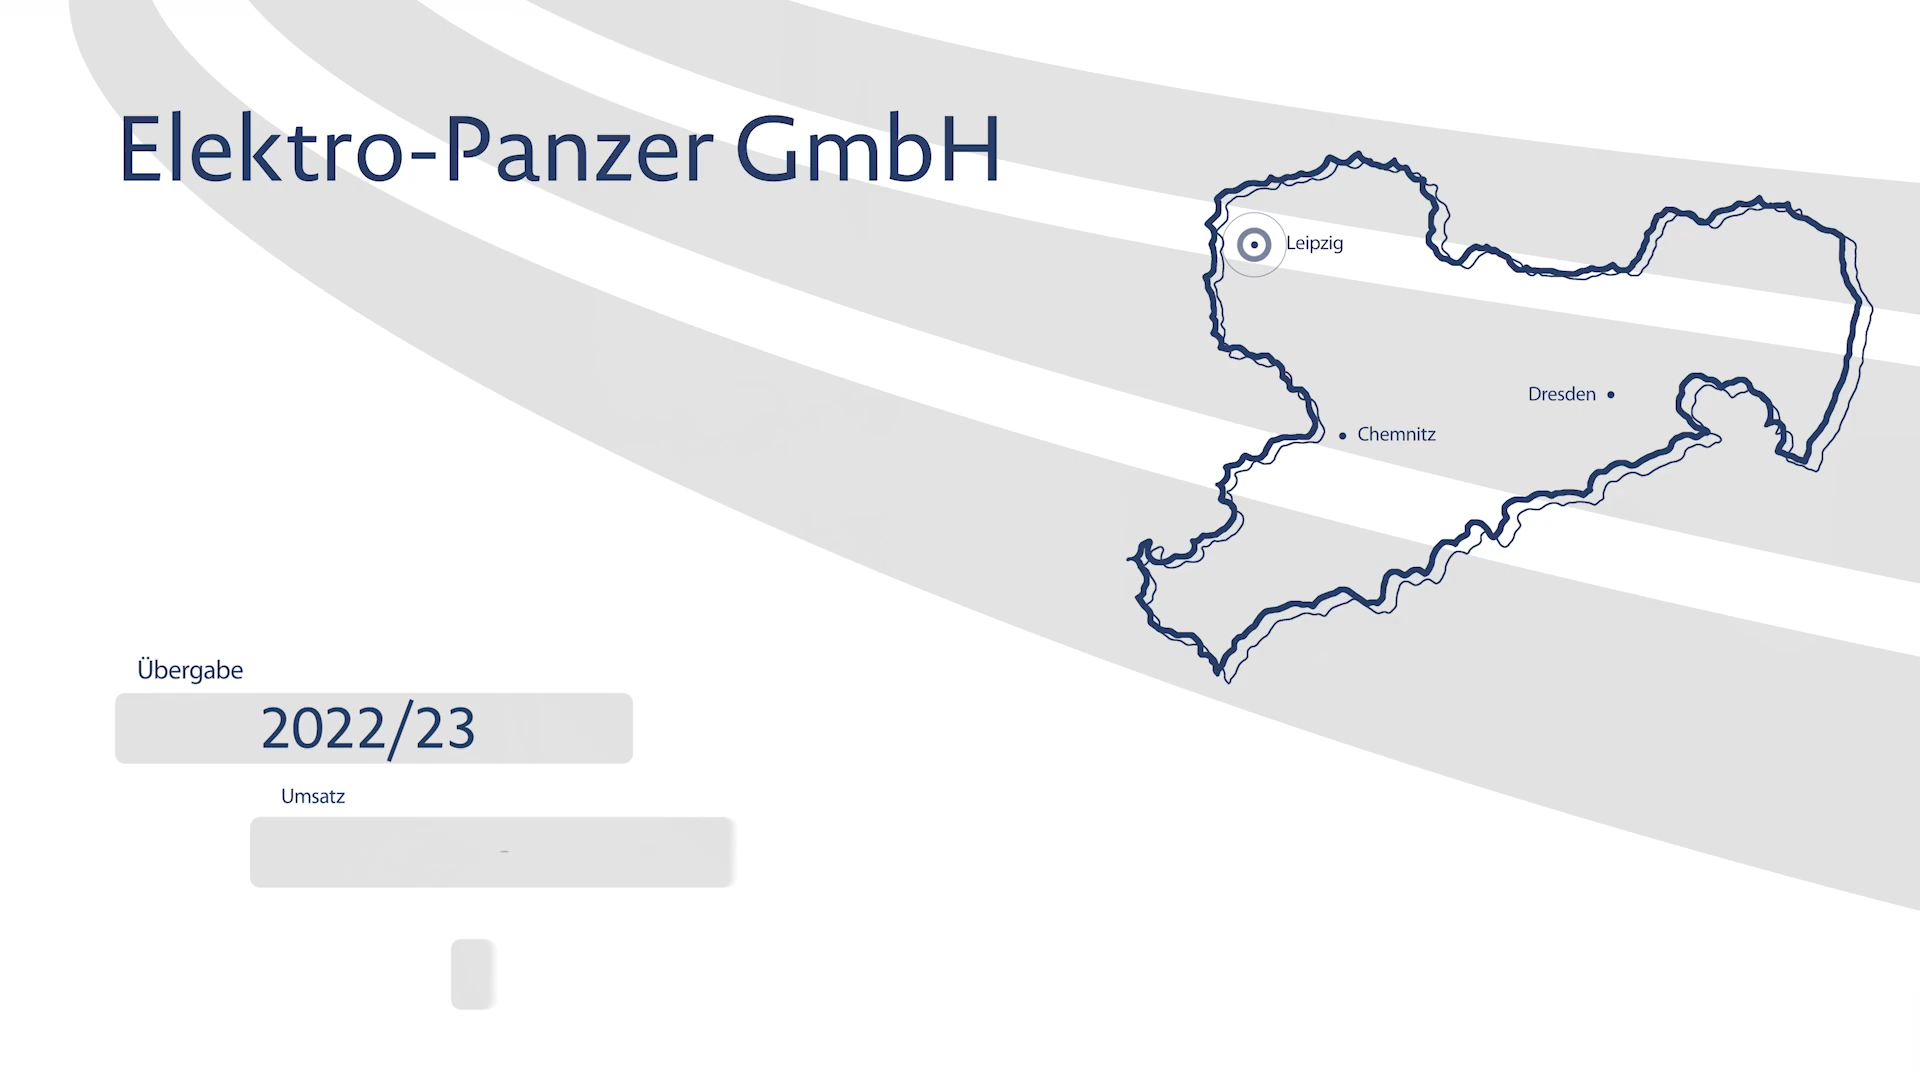 Elektro-Panzer GmbH
Leipzig
Dresden
Chemnitz
Übergabe
2022/23
Umsatz
-